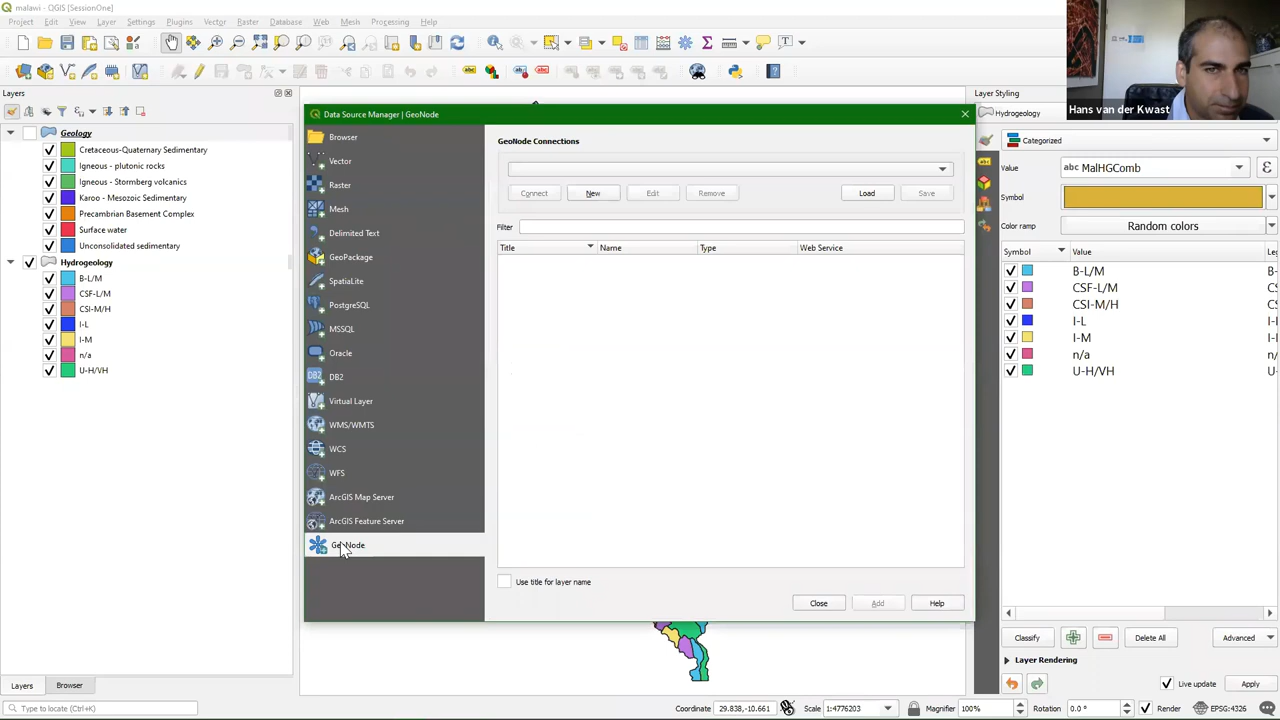 malawi - QGIS [SessionOne]
Project Edit View Layer Settings Plugins Vector Raster Database Web Mesh Processing Help
Hans van der Kwast
Layers
Geology
Cretaceous-Quaternary Sedimentary
Igneous - plutonic rocks
Igneous - Stormberg volcanics
Karoo - Mesozoic Sedimentary
Precambrian Basement Complex
Surface water
Unconsolidated sedimentary
Hydrogeology
B-L/M
CSF-L/M
CSI-M/H
I-L
I-M
n/a
U-H/VH
Layers Browser
Data Source Manager | GeoNode
Browser
Vector
Raster
Mesh
Delimited Text
GeoPackage
SpatiaLite
PostgreSQL
MSSQL
Oracle
DB2
Virtual Layer
WMS/WMTS
WCS
WFS
ArcGIS Map Server
ArcGIS Feature Server
GeoNode
GeoNode Connections
Connect New Edit Remove Load Save
Filter
Title Name Type Web Service
Use title for layer name
Close Add Help
Layer Styling
Hydrogeology
Categorized
Value abc MalHGComb
Symbol
Color ramp Random colors
Symbol Value Leg
B-L/M B-
CSF-L/M CS
CSI-M/H CS
I-L I-L
I-M I-M
n/a n/a
U-H/VH U-
Classify Delete All Advanced
Layer Rendering
Live update Apply
Type to locate (Ctrl+K) Coordinate 29.838,-10.661 Scale 1:4776203 Magnifier 100% Rotation 0.0 ° Render EPSG:4326